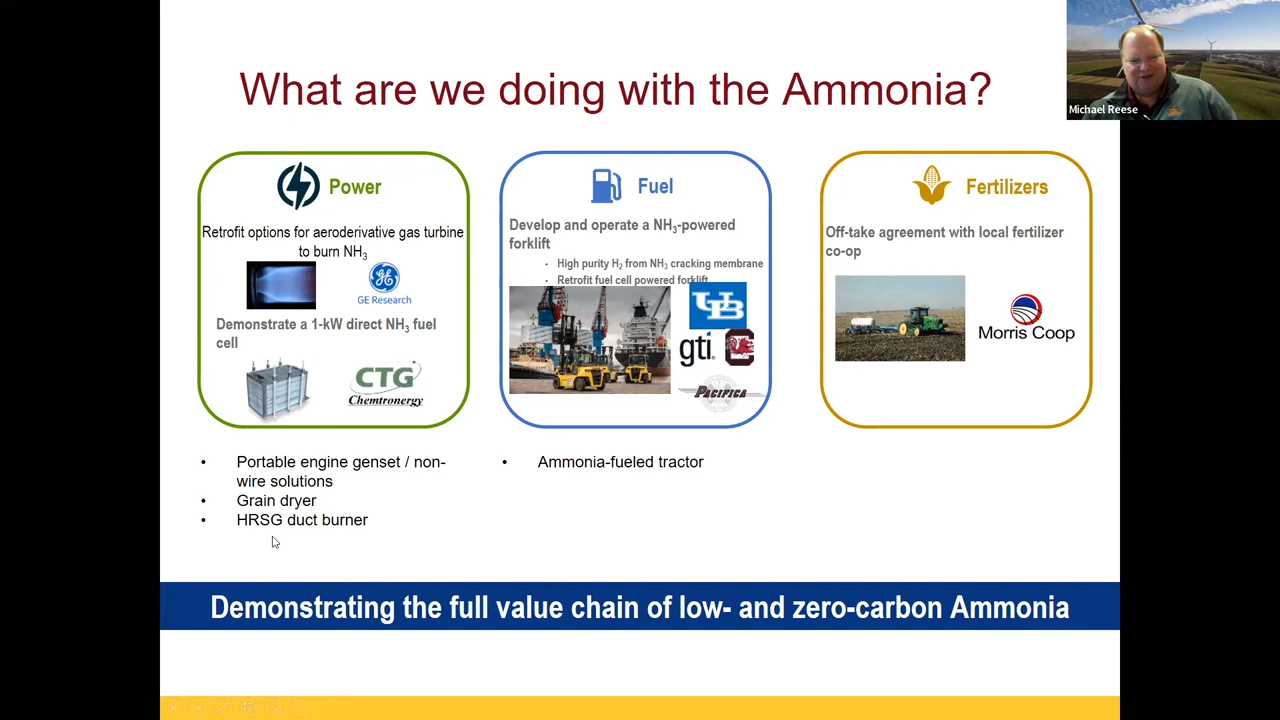 What are we doing with the Ammonia?
Michael Reese
Power
Retrofit options for aeroderivative gas turbine
to burn NH₃
GE Research
Demonstrate a 1-kW direct NH₃ fuel
cell
CTG
Chemtronergy
Fuel
Develop and operate a NH₃-powered
forklift
• High purity H₂ from NH₃ cracking membrane
• Retrofit fuel cell powered forklift
UB
gti
PACIFICA
Fertilizers
Off-take agreement with local fertilizer
co-op
Morris Coop
• Portable engine genset / non-
wire solutions
• Grain dryer
• HRSG duct burner
• Ammonia-fueled tractor
Demonstrating the full value chain of low- and zero-carbon Ammonia